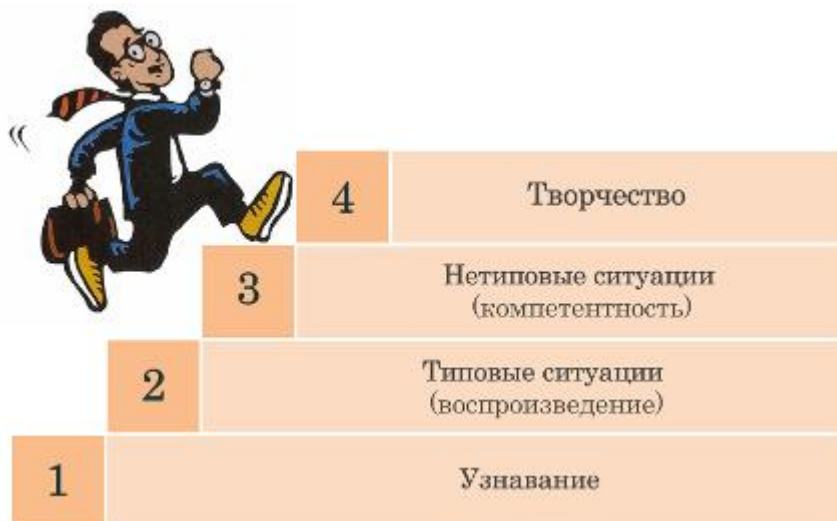 4 Творчество
3 Нетиповые ситуации
(компетентность)
2 Типовые ситуации
(воспроизведение)
1 Узнавание